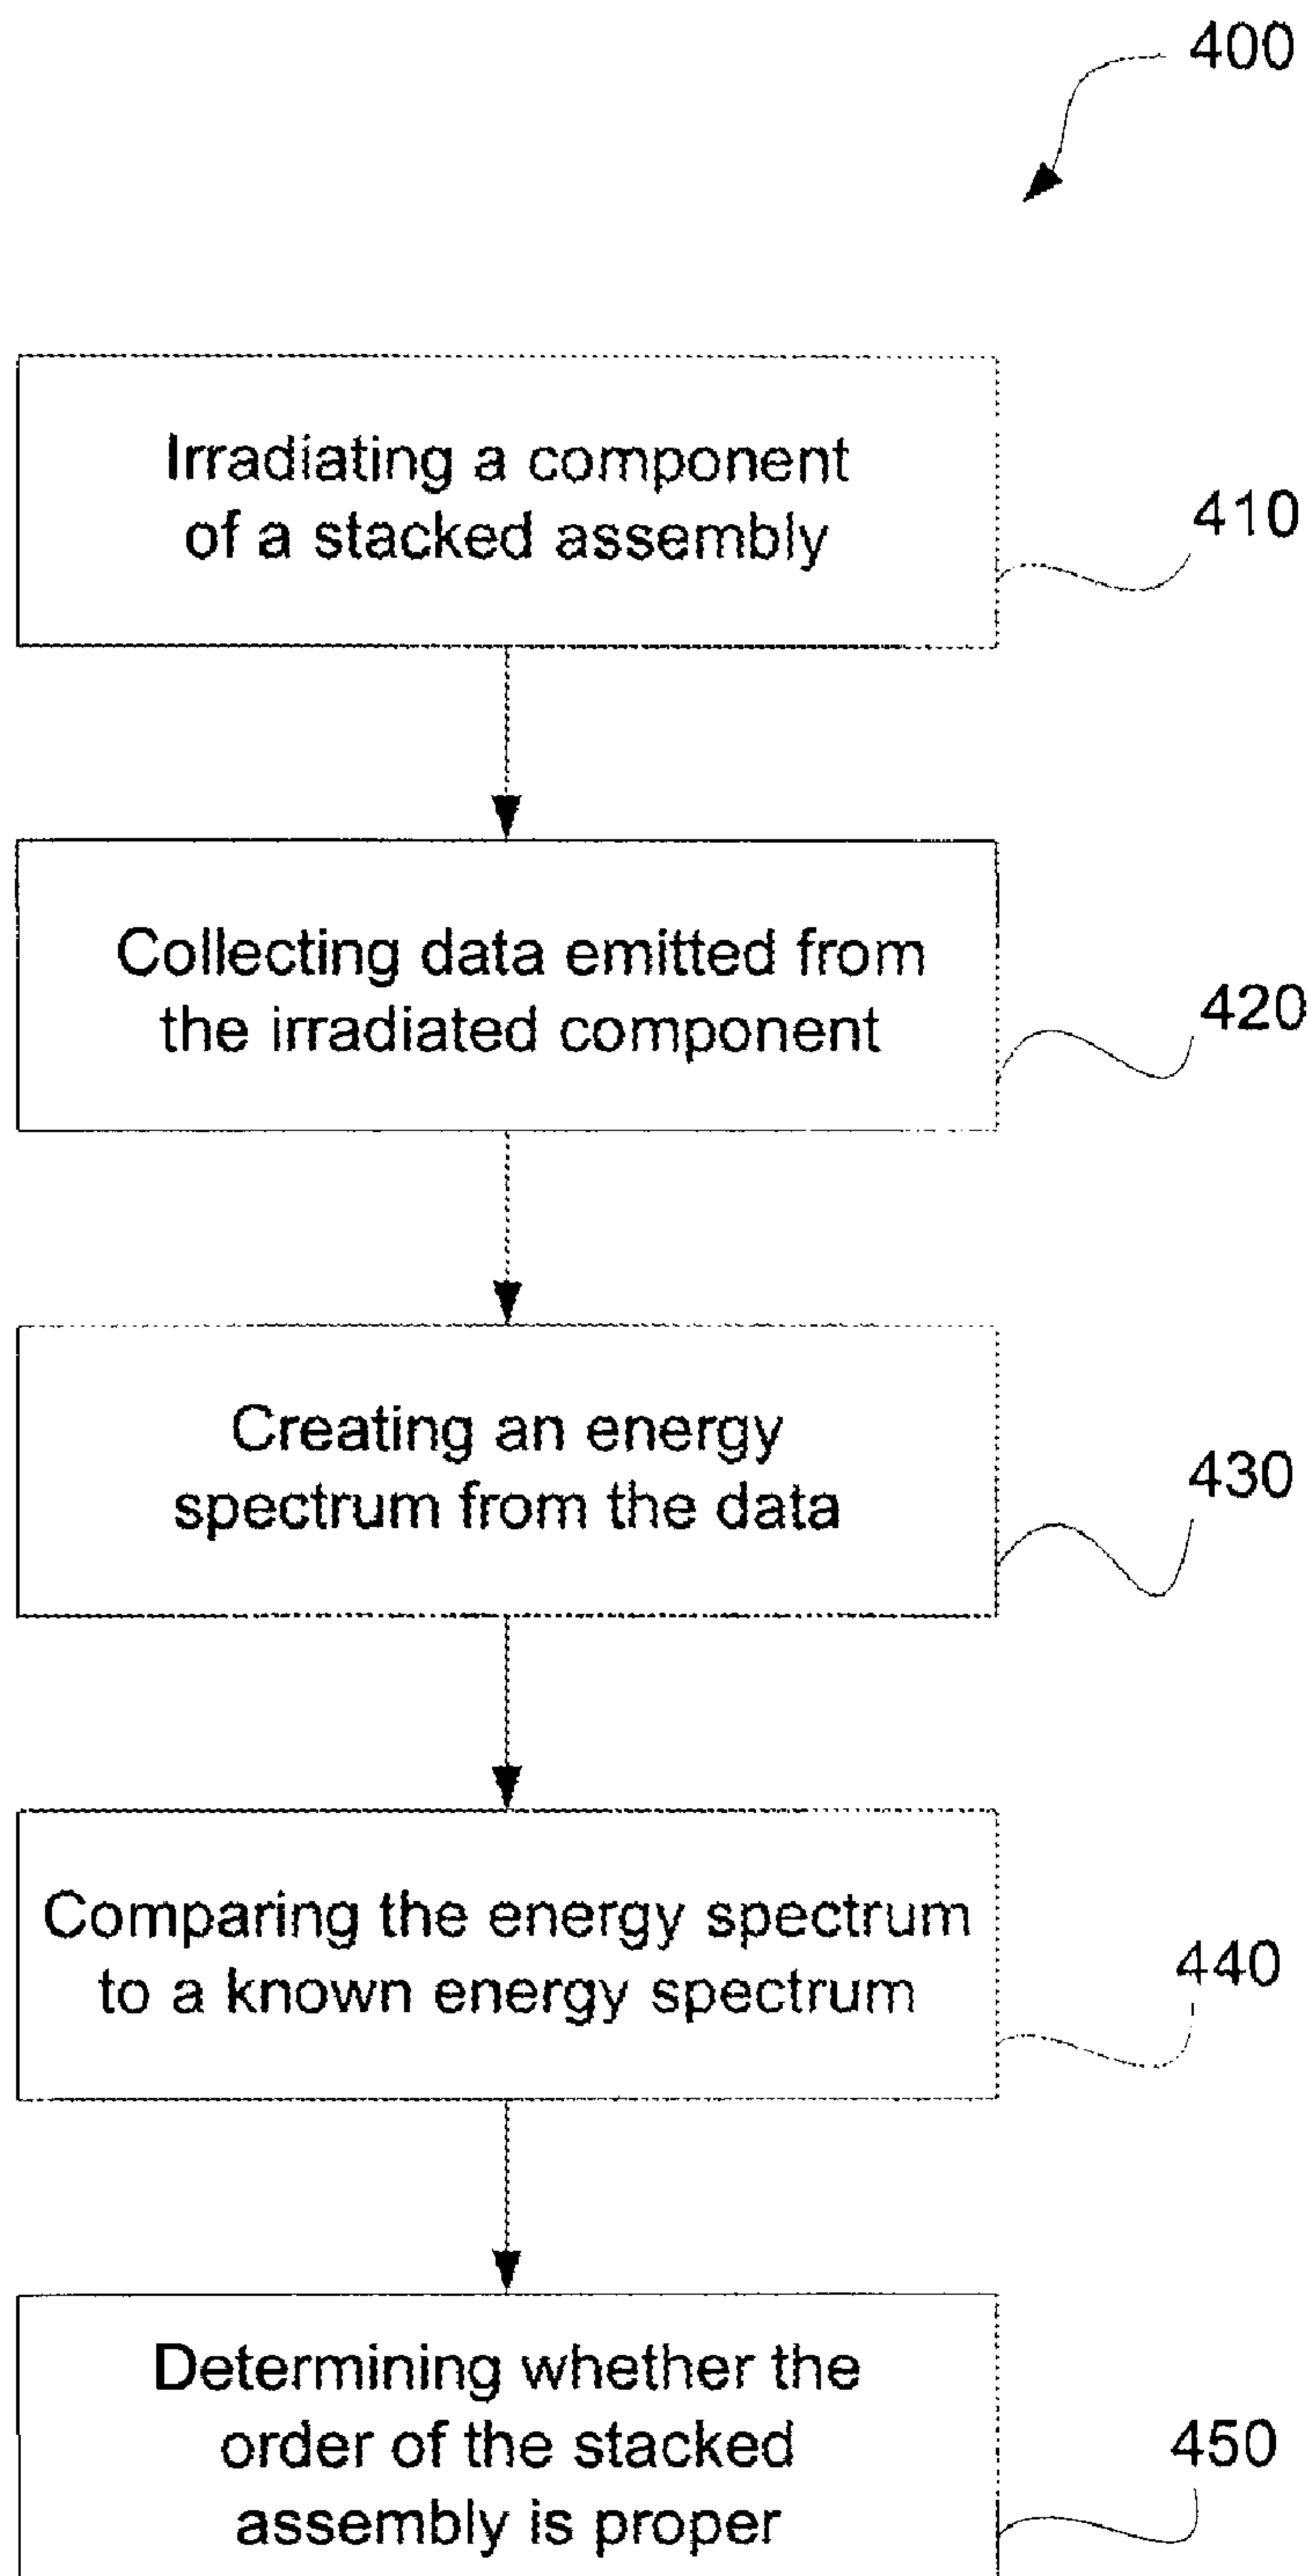 400
Irradiating a component
of a stacked assembly
410
Collecting data emitted from
the irradiated component
420
Creating an energy
spectrum from the data
430
Comparing the energy spectrum
to a known energy spectrum
440
Determining whether the
order of the stacked
assembly is proper
450